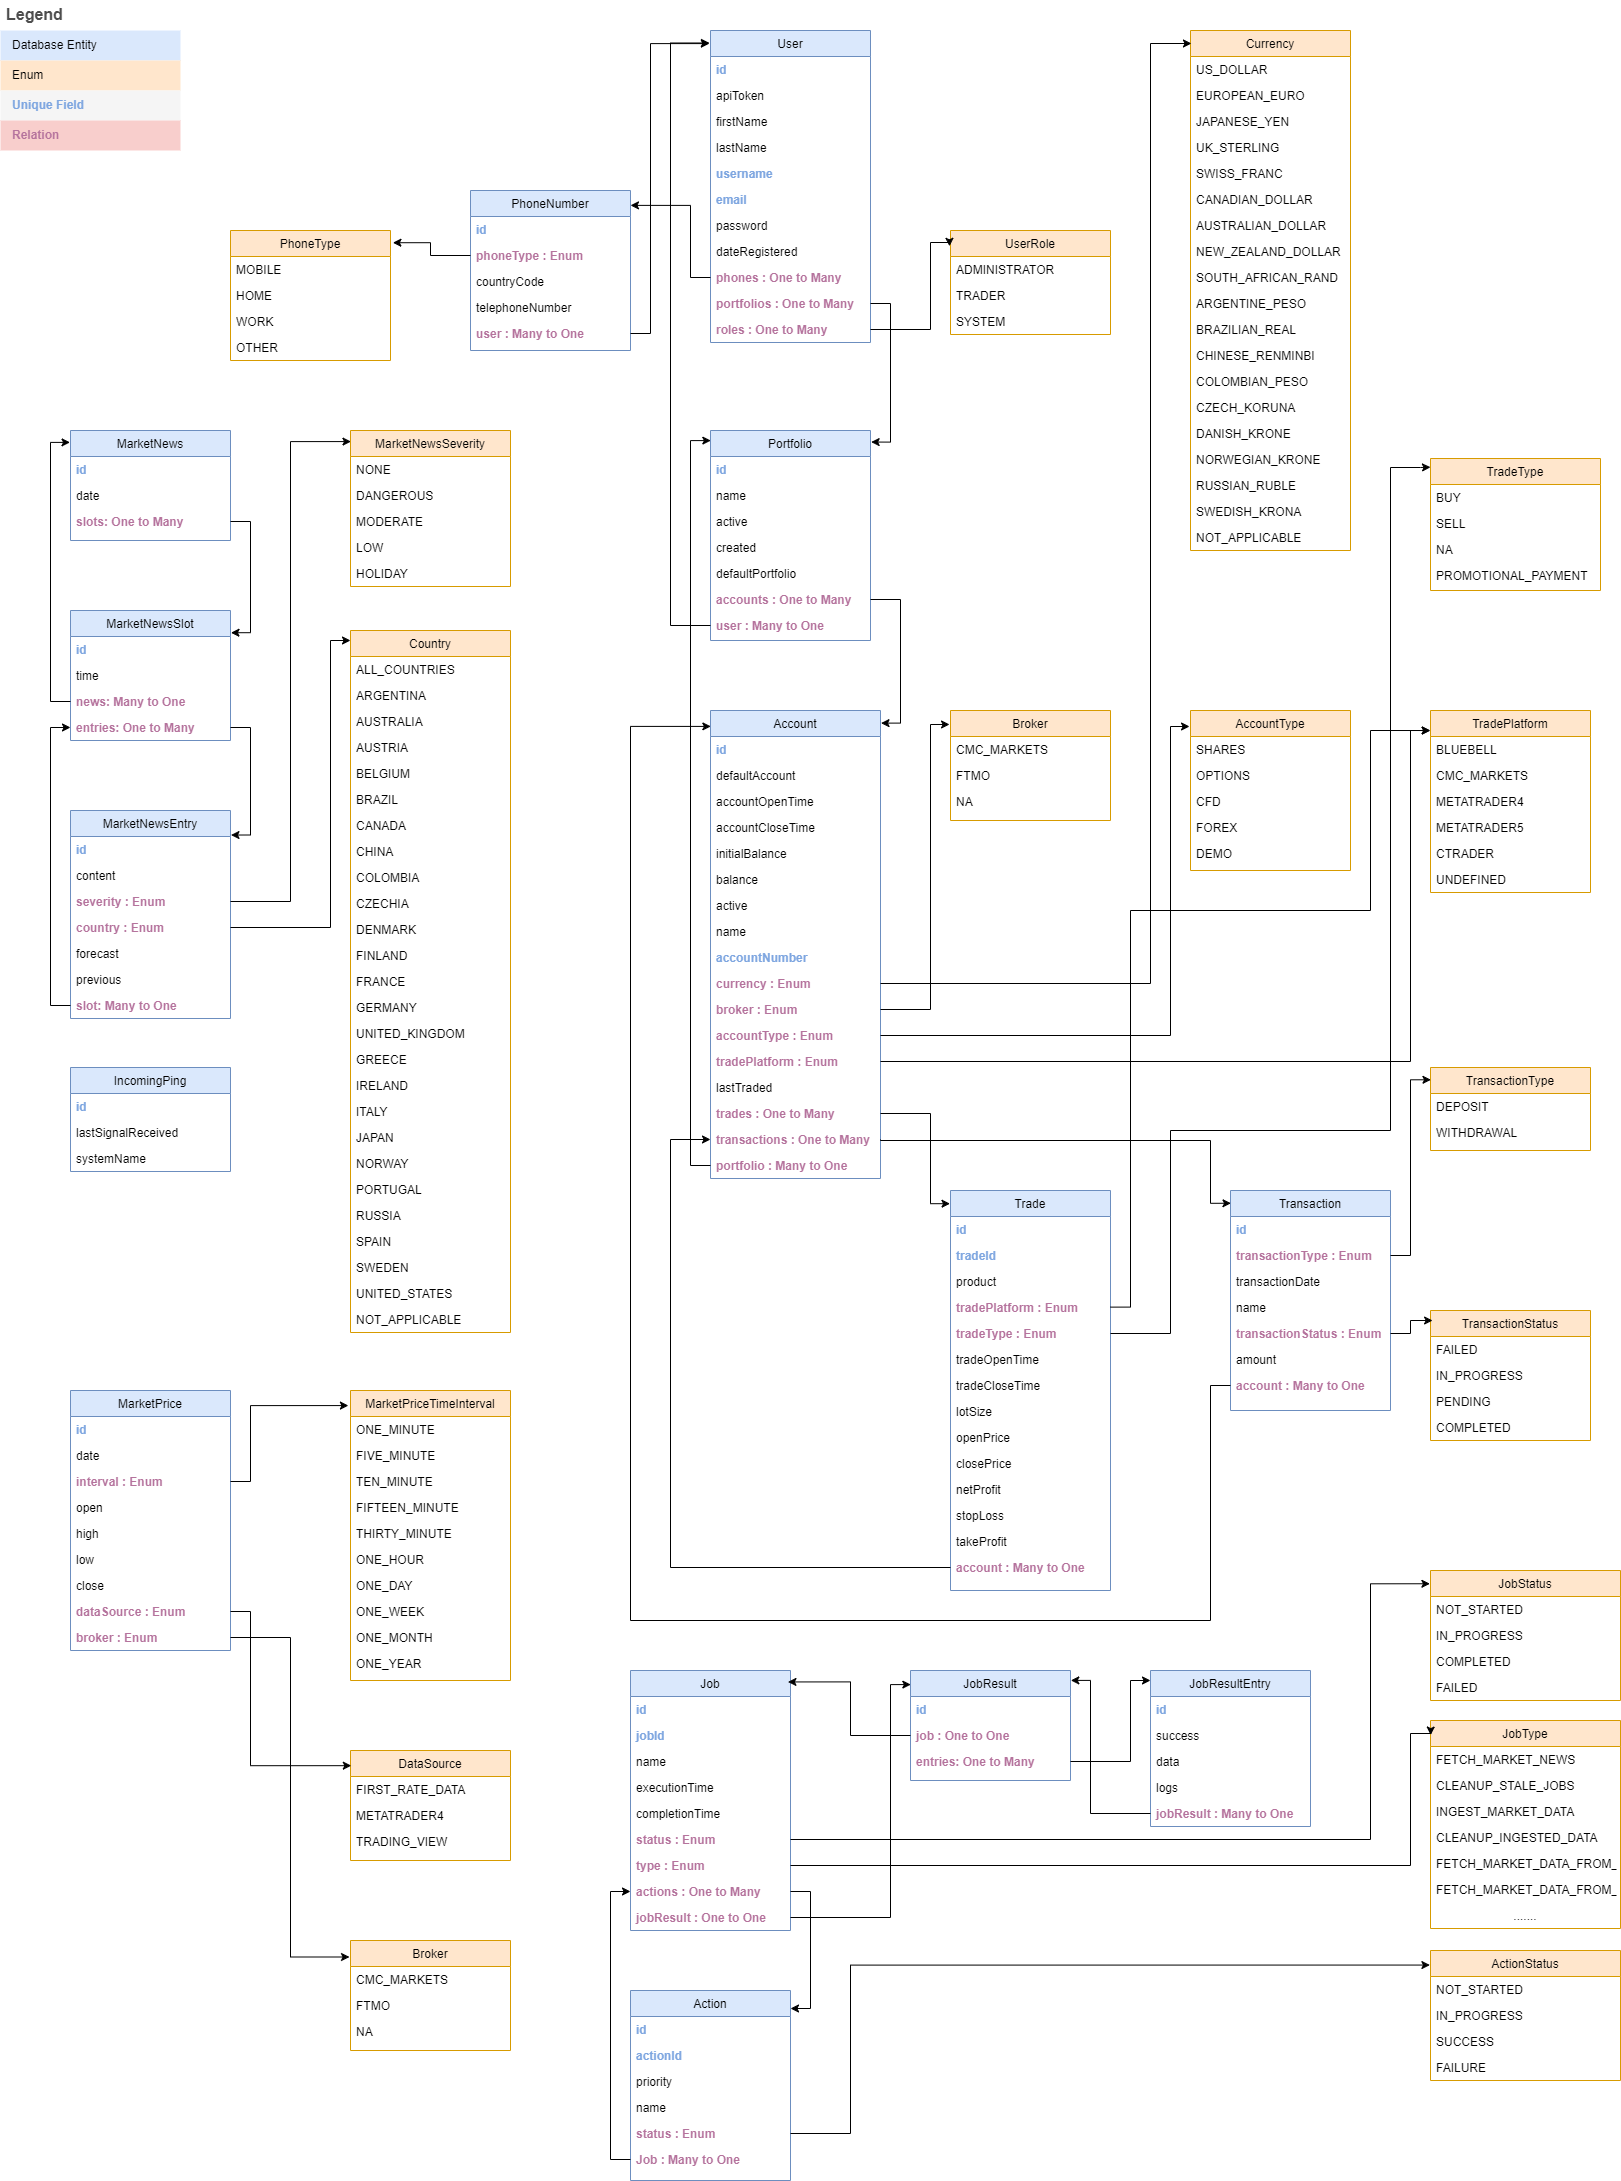 Legend
Database Entity
Enum
Unique Field
Relation
User
id
apiToken
firstName
lastName
username
email
password
dateRegistered
phones : One to Many
portfolios : One to Many
roles : One to Many
Currency
US_DOLLAR
EUROPEAN_EURO
JAPANESE_YEN
UK_STERLING
SWISS_FRANC
CANADIAN_DOLLAR
AUSTRALIAN_DOLLAR
NEW_ZEALAND_DOLLAR
SOUTH_AFRICAN_RAND
ARGENTINE_PESO
BRAZILIAN_REAL
CHINESE_RENMINBI
COLOMBIAN_PESO
CZECH_KORUNA
DANISH_KRONE
NORWEGIAN_KRONE
RUSSIAN_RUBLE
SWEDISH_KRONA
NOT_APPLICABLE
PhoneNumber
id
phoneType : Enum
countryCode
telephoneNumber
user : Many to One
PhoneType
MOBILE
HOME
WORK
OTHER
UserRole
ADMINISTRATOR
TRADER
SYSTEM
MarketNews
id
date
slots: One to Many
MarketNewsSeverity
NONE
DANGEROUS
MODERATE
LOW
HOLIDAY
Portfolio
id
name
active
created
defaultPortfolio
accounts : One to Many
user : Many to One
TradeType
BUY
SELL
NA
PROMOTIONAL_PAYMENT
MarketNewsSlot
id
time
news: Many to One
entries: One to Many
Country
ALL_COUNTRIES
ARGENTINA
AUSTRALIA
AUSTRIA
BELGIUM
BRAZIL
CANADA
CHINA
COLOMBIA
CZECHIA
DENMARK
FINLAND
FRANCE
GERMANY
UNITED_KINGDOM
GREECE
IRELAND
ITALY
JAPAN
NORWAY
PORTUGAL
RUSSIA
SPAIN
SWEDEN
UNITED_STATES
NOT_APPLICABLE
Account
id
defaultAccount
accountOpenTime
accountCloseTime
initialBalance
balance
active
name
accountNumber
currency : Enum
broker : Enum
accountType : Enum
tradePlatform : Enum
lastTraded
trades : One to Many
transactions : One to Many
portfolio : Many to One
Broker
CMC_MARKETS
FTMO
NA
AccountType
SHARES
OPTIONS
CFD
FOREX
DEMO
TradePlatform
BLUEBELL
CMC_MARKETS
METATRADER4
METATRADER5
CTRADER
UNDEFINED
MarketNewsEntry
id
content
severity : Enum
country : Enum
forecast
previous
slot: Many to One
IncomingPing
id
lastSignalReceived
systemName
TransactionType
DEPOSIT
WITHDRAWAL
Trade
id
tradeId
product
tradePlatform : Enum
tradeType : Enum
tradeOpenTime
tradeCloseTime
lotSize
openPrice
closePrice
netProfit
stopLoss
takeProfit
account : Many to One
Transaction
id
transactionType : Enum
transactionDate
name
transactionStatus : Enum
amount
account : Many to One
TransactionStatus
FAILED
IN_PROGRESS
PENDING
COMPLETED
MarketPrice
id
date
interval : Enum
open
high
low
close
dataSource : Enum
broker : Enum
MarketPriceTimeInterval
ONE_MINUTE
FIVE_MINUTE
TEN_MINUTE
FIFTEEN_MINUTE
THIRTY_MINUTE
ONE_HOUR
ONE_DAY
ONE_WEEK
ONE_MONTH
ONE_YEAR
JobStatus
NOT_STARTED
IN_PROGRESS
COMPLETED
FAILED
Job
id
jobId
name
executionTime
completionTime
status : Enum
type : Enum
actions : One to Many
jobResult : One to One
JobResult
id
job : One to One
entries: One to Many
JobResultEntry
id
success
data
logs
jobResult : Many to One
JobType
FETCH_MARKET_NEWS
CLEANUP_STALE_JOBS
INGEST_MARKET_DATA
CLEANUP_INGESTED_DATA
FETCH_MARKET_DATA_FROM_
FETCH_MARKET_DATA_FROM_
.......
DataSource
FIRST_RATE_DATA
METATRADER4
TRADING_VIEW
Broker
CMC_MARKETS
FTMO
NA
ActionStatus
NOT_STARTED
IN_PROGRESS
SUCCESS
FAILURE
Action
id
actionId
priority
name
status : Enum
Job : Many to One